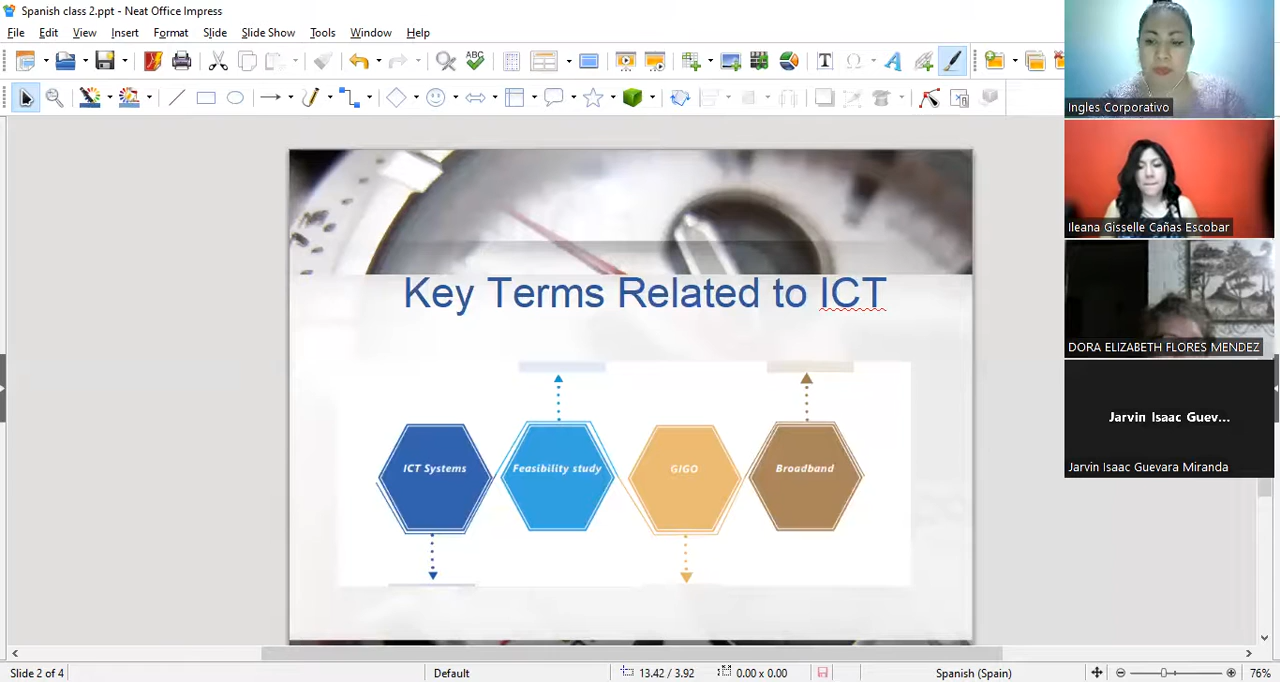 Spanish class 2.ppt - Neat Office Impress
File Edit View Insert Format Slide Slide Show Tools Window Help
ABC
T Ω A
Key Terms Related to ICT
ICT Systems
Feasibility study
GIGO
Broadband
Ingles Corporativo
Ileana Gisselle Cañas Escobar
DORA ELIZABETH FLORES MENDEZ
Jarvin Isaac Guev...
Jarvin Isaac Guevara Miranda
Slide 2 of 4 Default 13.42 / 3.92 0.00 x 0.00 Spanish (Spain) 76%